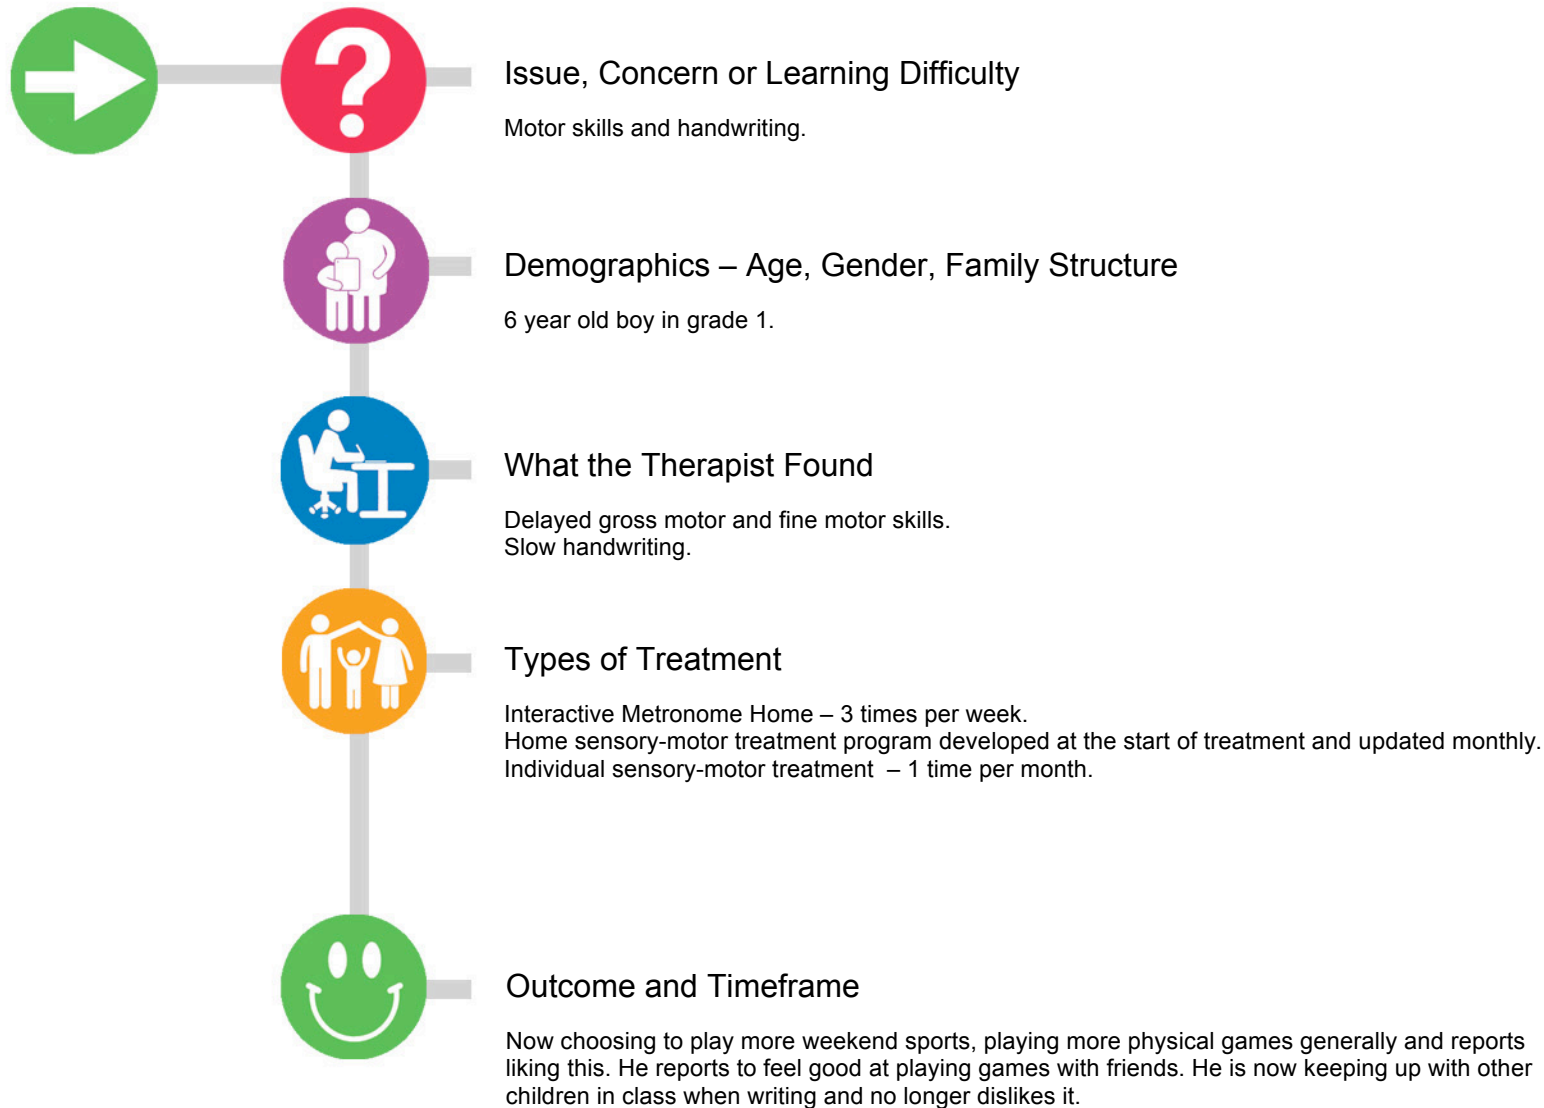 Issue, Concern or Learning Difficulty
Motor skills and handwriting.
Demographics – Age, Gender, Family Structure
6 year old boy in grade 1.
What the Therapist Found
Delayed gross motor and fine motor skills.
Slow handwriting.
Types of Treatment
Interactive Metronome Home – 3 times per week.
Home sensory-motor treatment program developed at the start of treatment and updated monthly.
Individual sensory-motor treatment  – 1 time per month.
Outcome and Timeframe
Now choosing to play more weekend sports, playing more physical games generally and reports
liking this. He reports to feel good at playing games with friends. He is now keeping up with other
children in class when writing and no longer dislikes it.